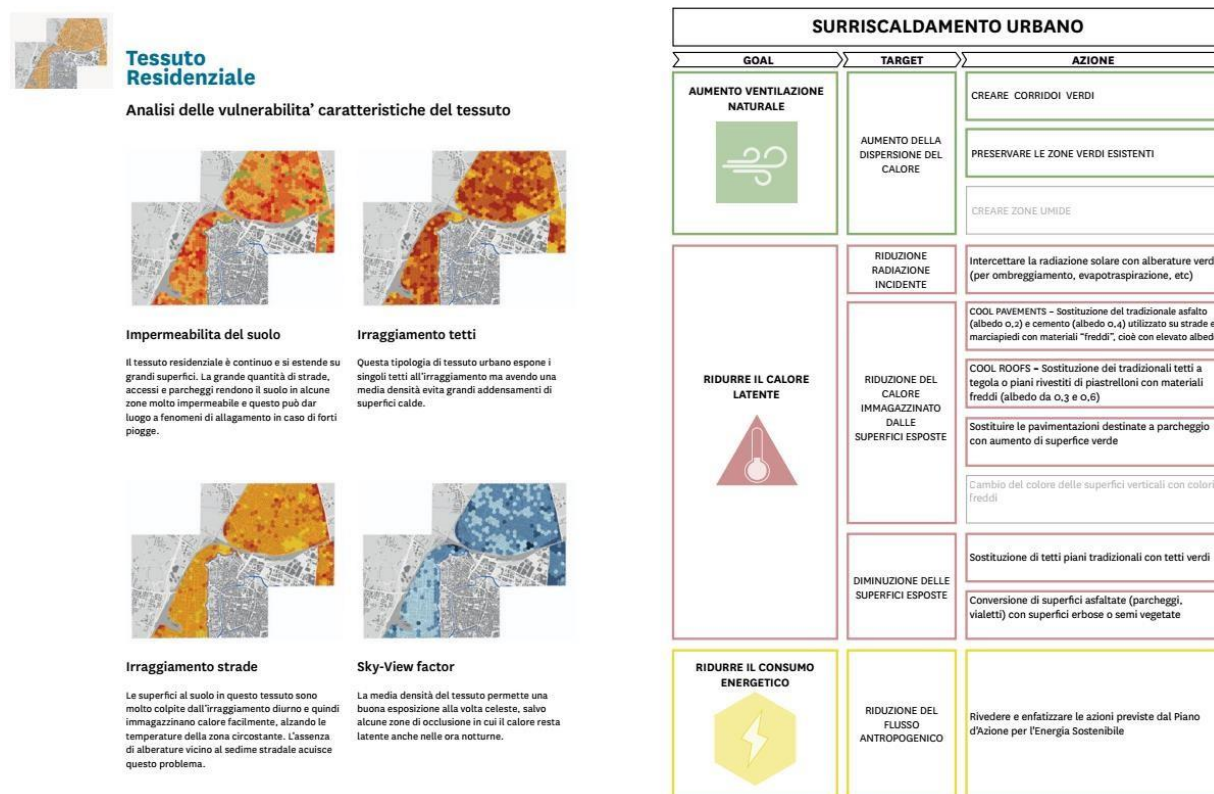 Tessuto
Residenziale
Analisi delle vulnerabilita' caratteristiche del tessuto
Impermeabilita del suolo
Il tessuto residenziale è continuo e si estende su
grandi superfici. La grande quantità di strade,
accessi e parcheggi rendono il suolo in alcune
zone molto impermeabile e questo può dar
luogo a fenomeni di allagamento in caso di forti
piogge.
Irraggiamento tetti
Questa tipologia di tessuto urbano espone i
singoli tetti all'irraggiamento ma avendo una
media densità evita grandi addensamenti di
superfici calde.
Irraggiamento strade
Le superfici al suolo in questo tessuto sono
molto colpite dall'irraggiamento diurno e quindi
immagazzinano calore facilmente, alzando le
temperature della zona circostante. L'assenza
di alberature vicino al sedime stradale acuisce
questo problema.
Sky-View factor
La media densità del tessuto permette una
buona esposizione alla volta celeste, salvo
alcune zone di occlusione in cui il calore resta
latente anche nelle ora notturne.
SURRISCALDAMENTO URBANO
GOAL
TARGET
AZIONE
AUMENTO VENTILAZIONE
NATURALE
AUMENTO DELLA
DISPERSIONE DEL
CALORE
CREARE CORRIDOI VERDI
PRESERVARE LE ZONE VERDI ESISTENTI
CREARE ZONE UMIDE
RIDURRE IL CALORE
LATENTE
RIDUZIONE
RADIAZIONE
INCIDENTE
Intercettare la radiazione solare con alberature verd
(per ombreggiamento, evapotraspirazione, etc)
RIDUZIONE DEL
CALORE
IMMAGAZZINATO
DALLE
SUPERFICI ESPOSTE
COOL PAVEMENTS – Sostituzione del tradizionale asfalto
(albedo 0,2) e cemento (albedo 0,4) utilizzato su strade e
marciapiedi con materiali "freddi", cioè con elevato albed
COOL ROOFS – Sostituzione dei tradizionali tetti a
tegola o piani rivestiti di piastrelloni con materiali
freddi (albedo da 0,3 e 0,6)
Sostituire le pavimentazioni destinate a parcheggio
con aumento di superfice verde
Cambio del colore delle superfici verticali con colori
freddi
DIMINUZIONE DELLE
SUPERFICI ESPOSTE
Sostituzione di tetti piani tradizionali con tetti verdi
Conversione di superfici asfaltate (parcheggi,
vialetti) con superfici erbose o semi vegetate
RIDURRE IL CONSUMO
ENERGETICO
RIDUZIONE DEL
FLUSSO
ANTROPOGENICO
Rivedere e enfatizzare le azioni previste dal Piano
d'Azione per l'Energia Sostenibile